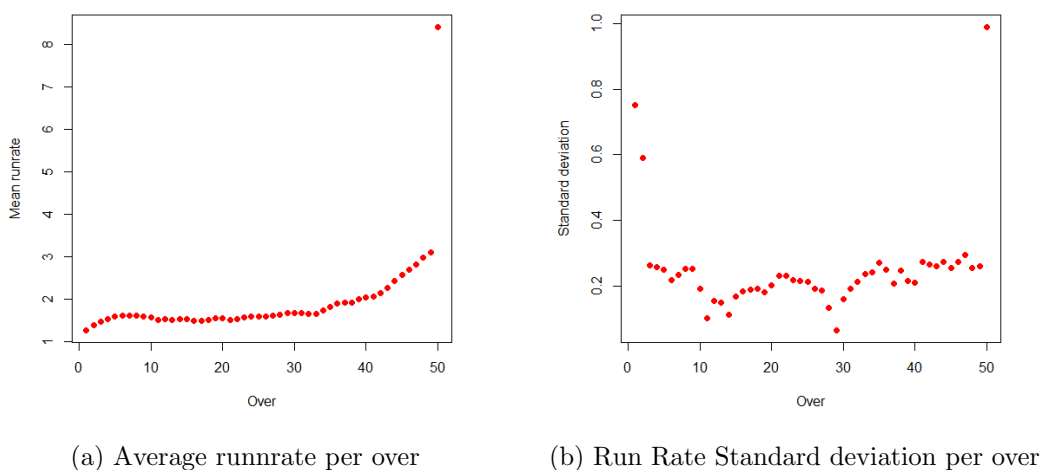 8
7
6
5
4
3
2
1
Mean runrate
0 10 20 30 40 50
Over
1.0
0.8
0.6
0.4
0.2
Standard deviation
0 10 20 30 40 50
Over
(a) Average runnrate per over
(b) Run Rate Standard deviation per over